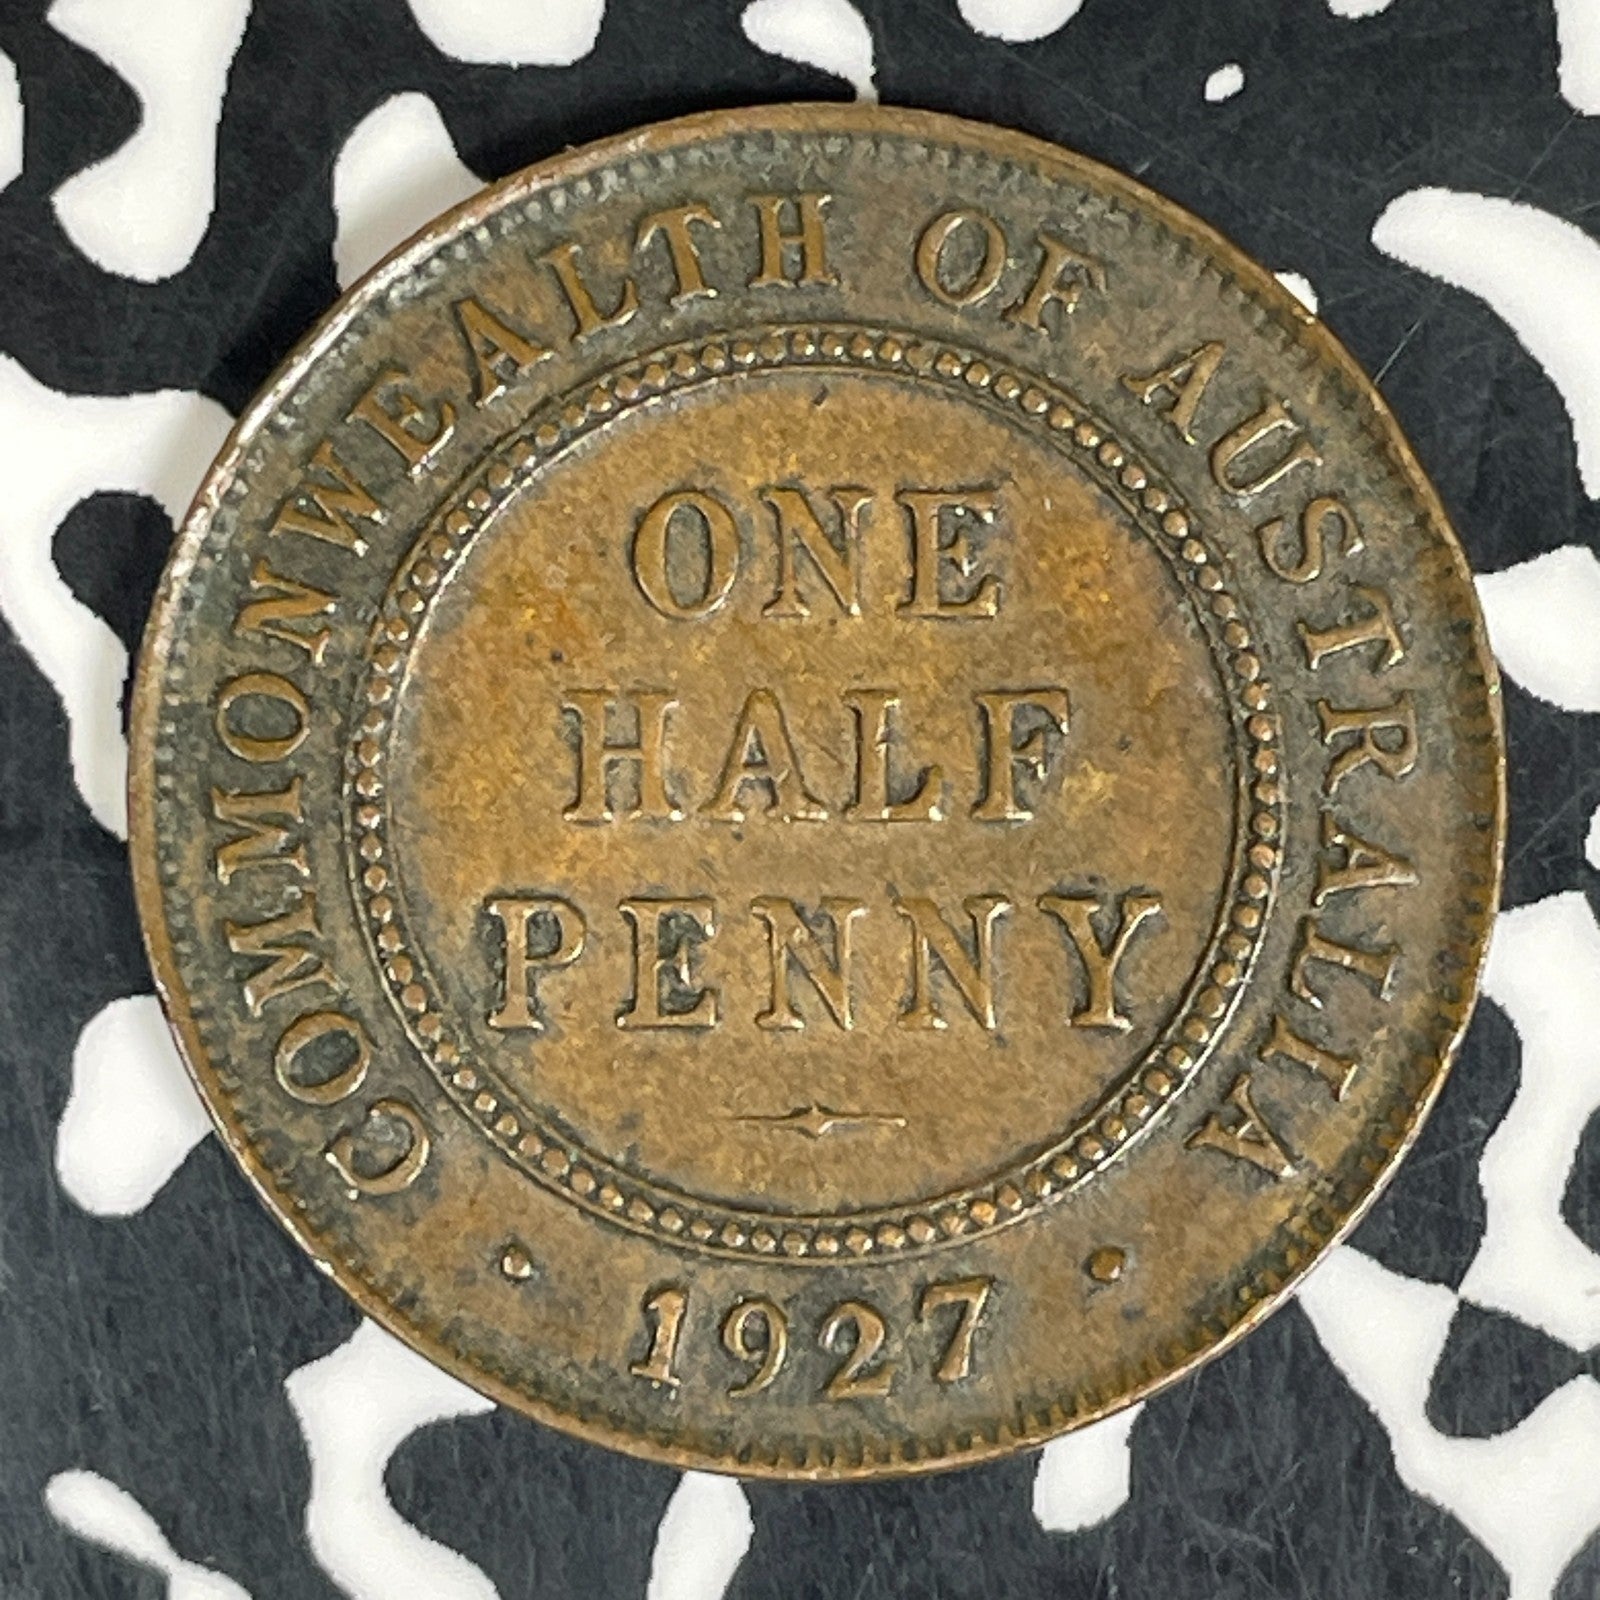 COMMONWEALTH OF AUSTRALIA
ONE
HALF
PENNY
· 1927 ·